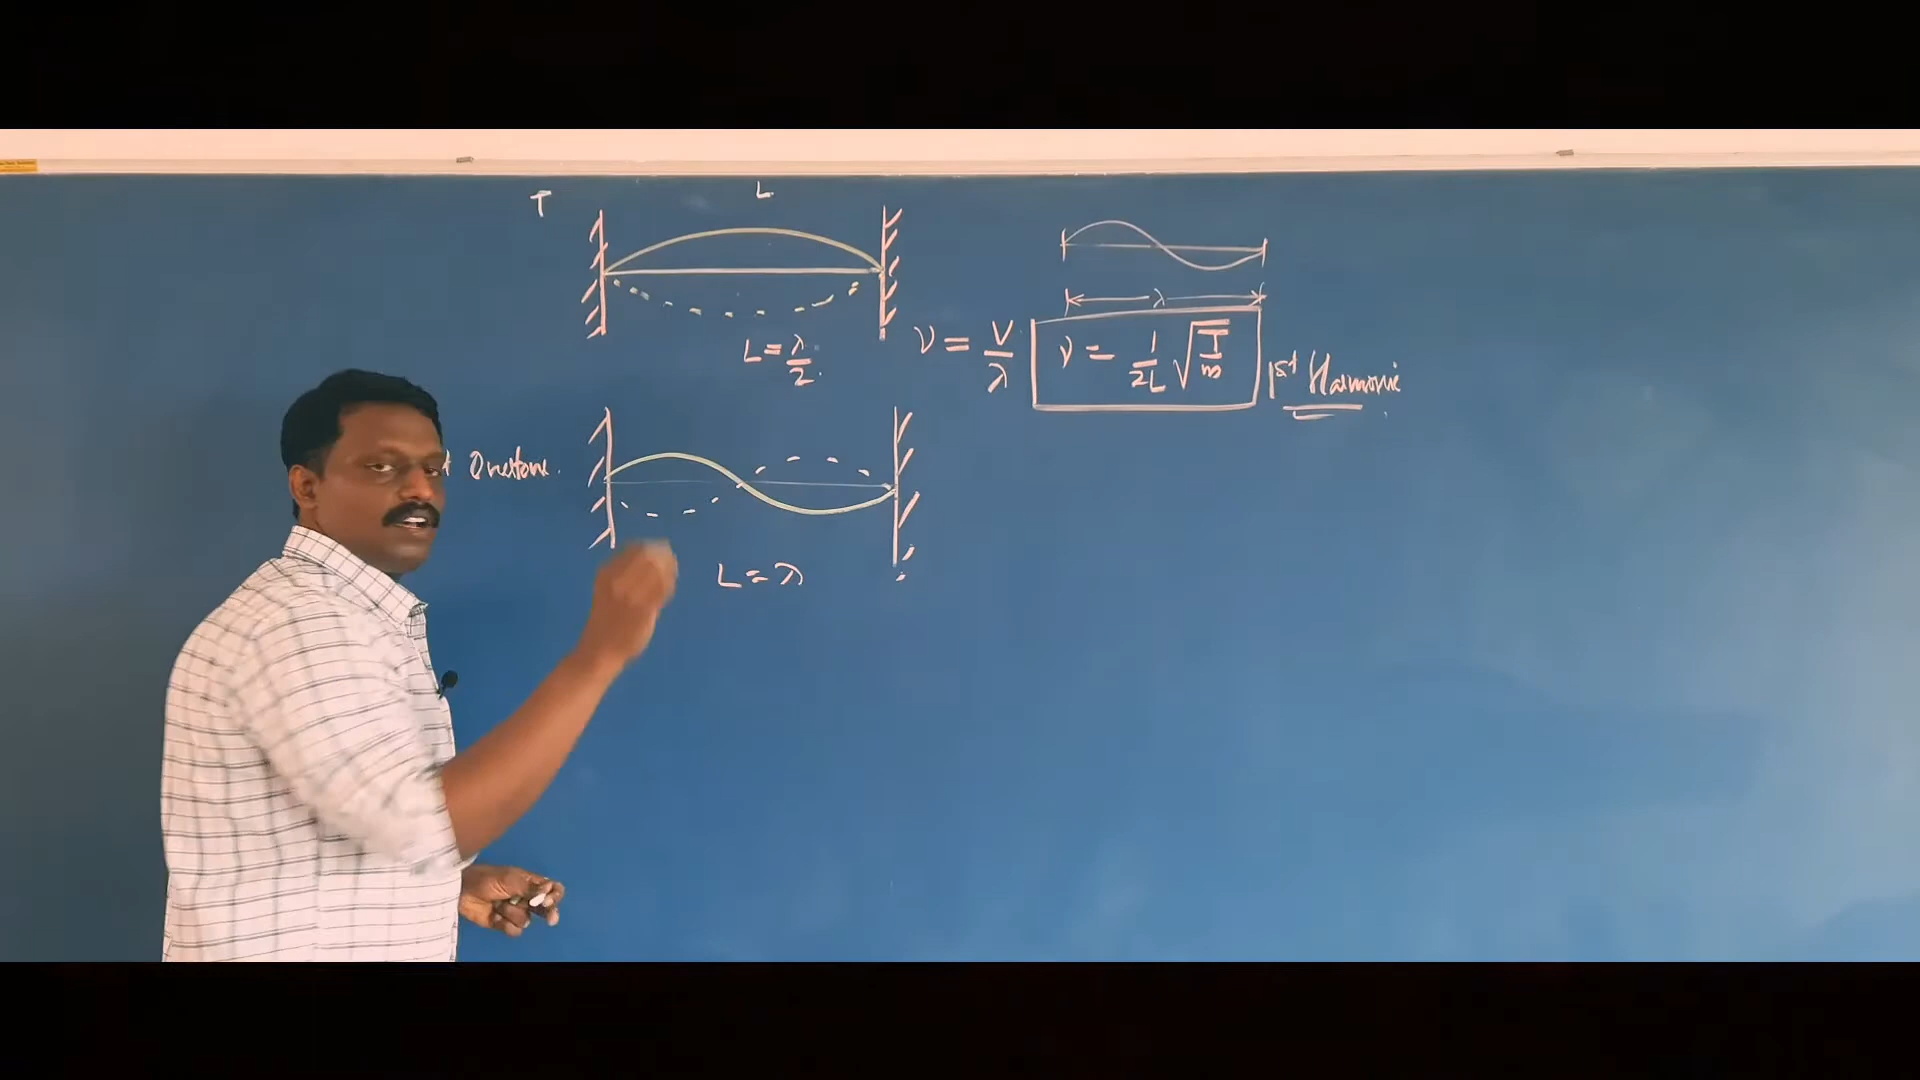 T
L
L = λ/2
λ
ν = V/λ
ν = 1/2L √T/m
1st Harmonic
Overtone.
L = λ